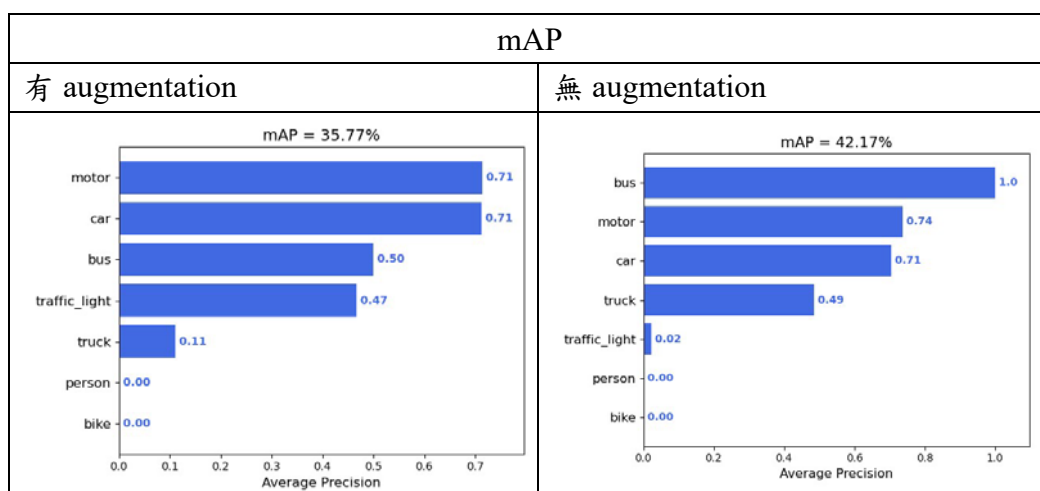 mAP
有 augmentation
無 augmentation
mAP = 35.77%
motor 0.71
car 0.71
bus 0.50
traffic_light 0.47
truck 0.11
person 0.00
bike 0.00
0.0 0.1 0.2 0.3 0.4 0.5 0.6 0.7
Average Precision
mAP = 42.17%
bus 1.0
motor 0.74
car 0.71
truck 0.49
traffic_light 0.02
person 0.00
bike 0.00
0.0 0.2 0.4 0.6 0.8 1.0
Average Precision